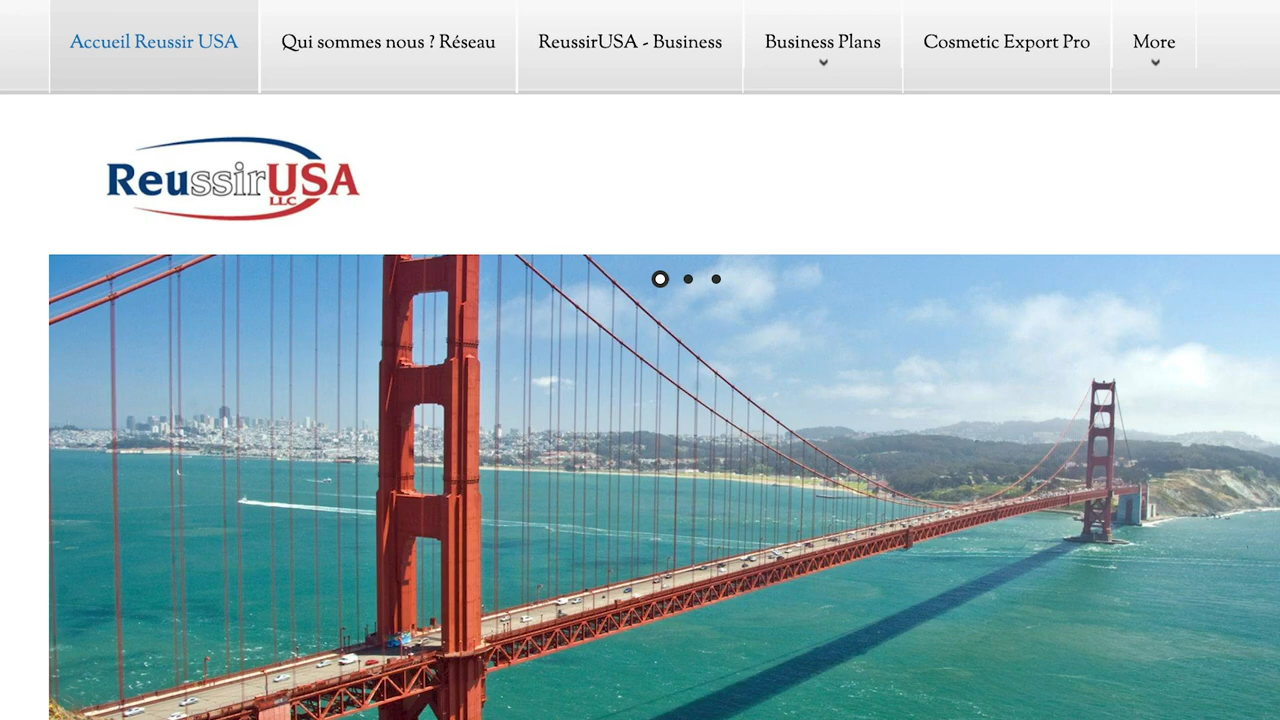 Accueil Reussir USA
Qui sommes nous ? Réseau
ReussirUSA - Business
Business Plans
Cosmetic Export Pro
More
ReussirUSA
LLC